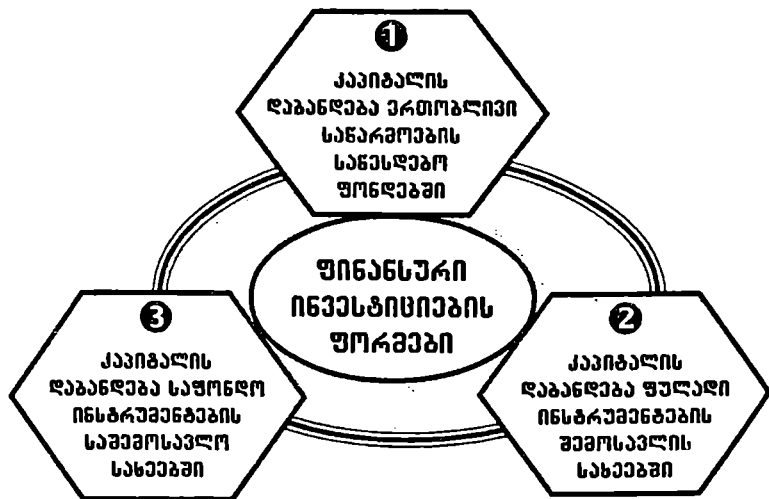 1
კაპიტალის
დაბანდება ერთობლივი
საწარმოების
საწესდებო
ფონდებში
ფინანსური
ინვესტიციების
ფორმები
3
კაპიტალის
დაბანდება საფონდო
ინსტრუმენტების
საშემოსავლო
სახეებში
2
კაპიტალის
დაბანდება ფულადი
ინსტრუმენტების
შემოსავლის
სახეებში